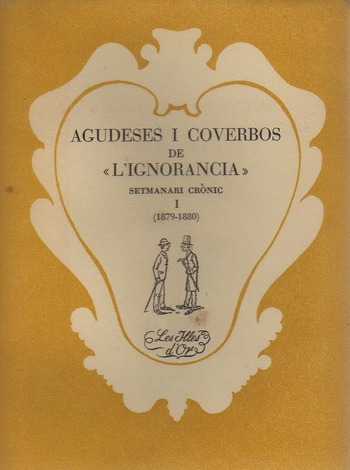 AGUDESES I COVERBOS
DE
«L'IGNORANCIA»
SETMANARI CRÒNIC
I
(1879-1880)
Les Illes
d'Or